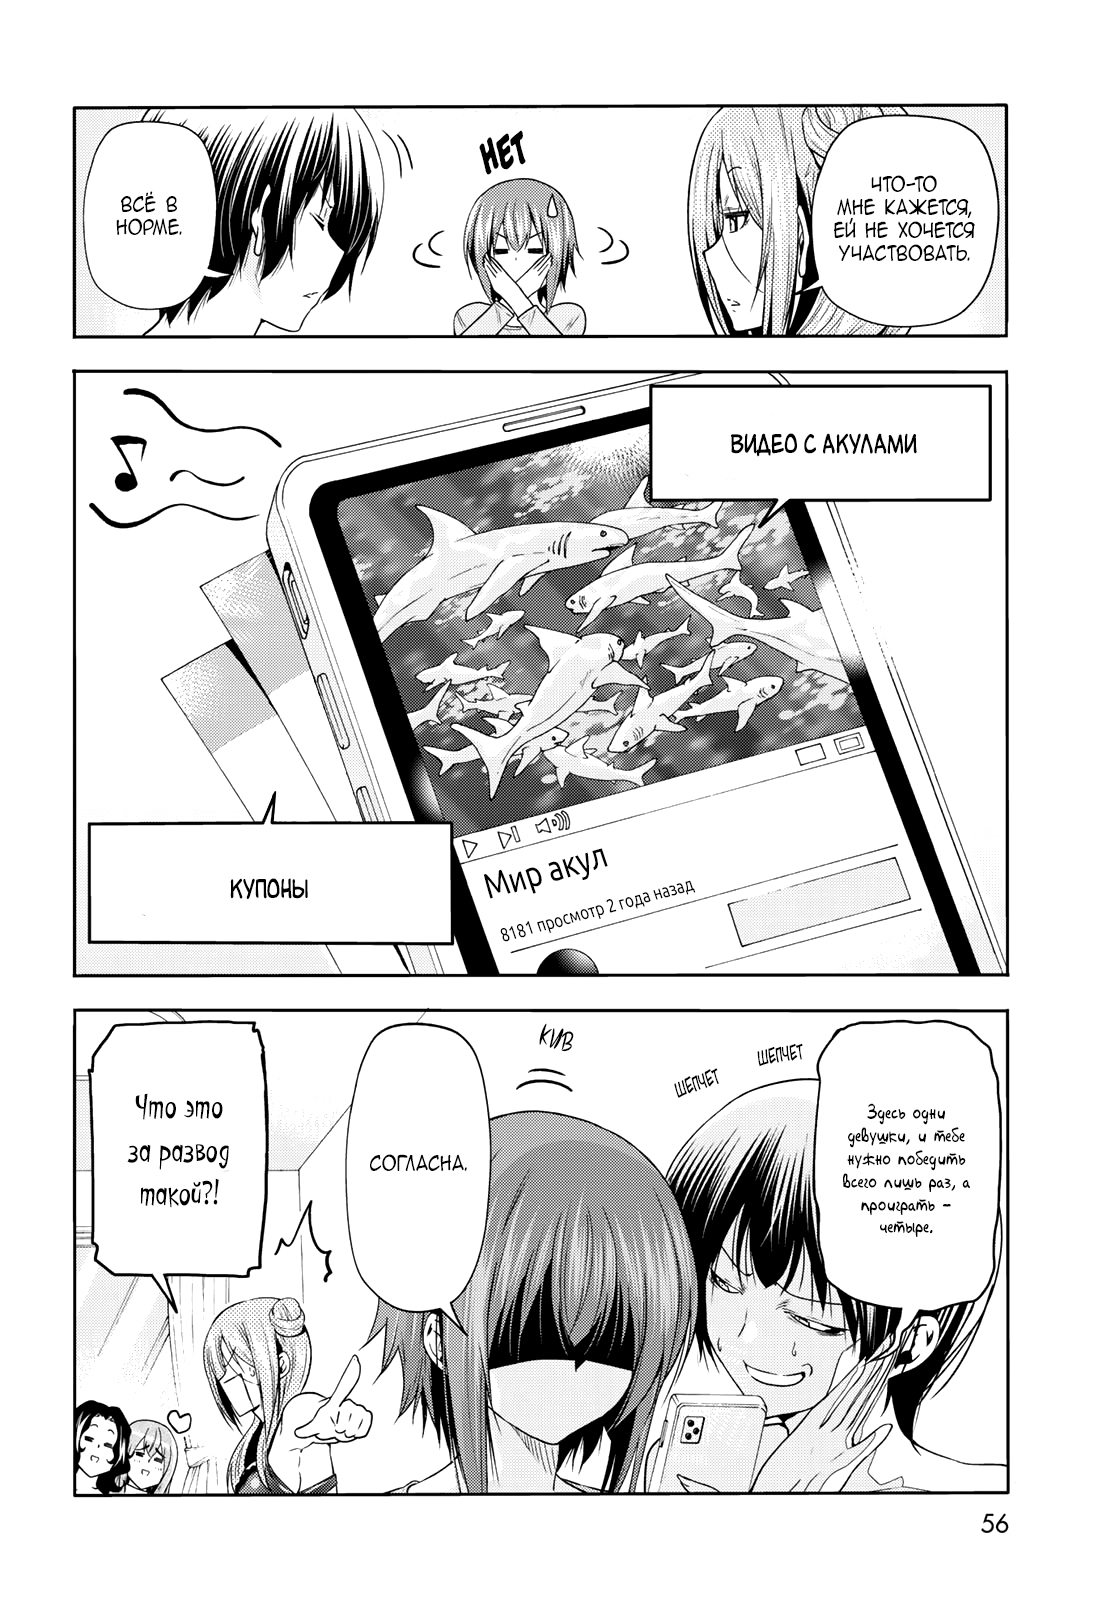 ЧТО-ТО
МНЕ КАЖЕТСЯ,
ЕЙ НЕ ХОЧЕТСЯ
УЧАСТВОВАТЬ.
НЕТ
ВСЁ В
НОРМЕ.
ВИДЕО С АКУЛАМИ
Мир акул
8181 просмотр 2 года назад
КУПОНЫ
Здесь одни
девушки, и тебе
нужно победить
всего лишь раз, а
проиграть –
четыре.
ШЕПЧЕТ
ШЕПЧЕТ
КИВ
СОГЛАСНА.
Что это
за развод
такой?!
56